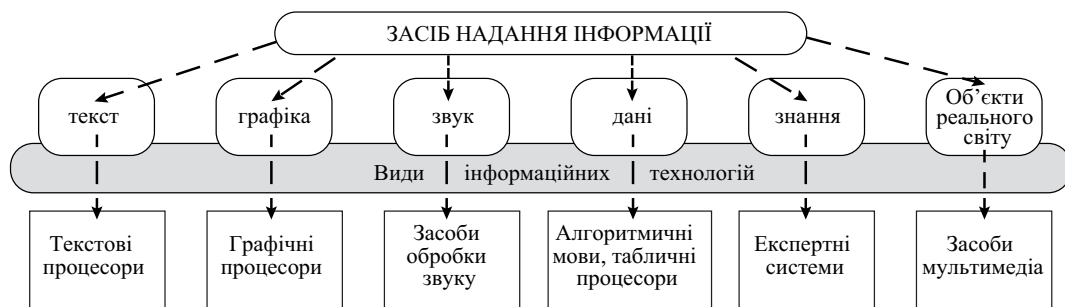 ЗАСІБ НАДАННЯ ІНФОРМАЦІЇ
текст
графіка
звук
дані
знання
Об’єкти
реального
світу
Види інформаційних технологій
Текстові
процесори
Графічні
процесори
Засоби
обробки
звуку
Алгоритмичні
мови, табличні
процесори
Експертні
системи
Засоби
мультимедіа